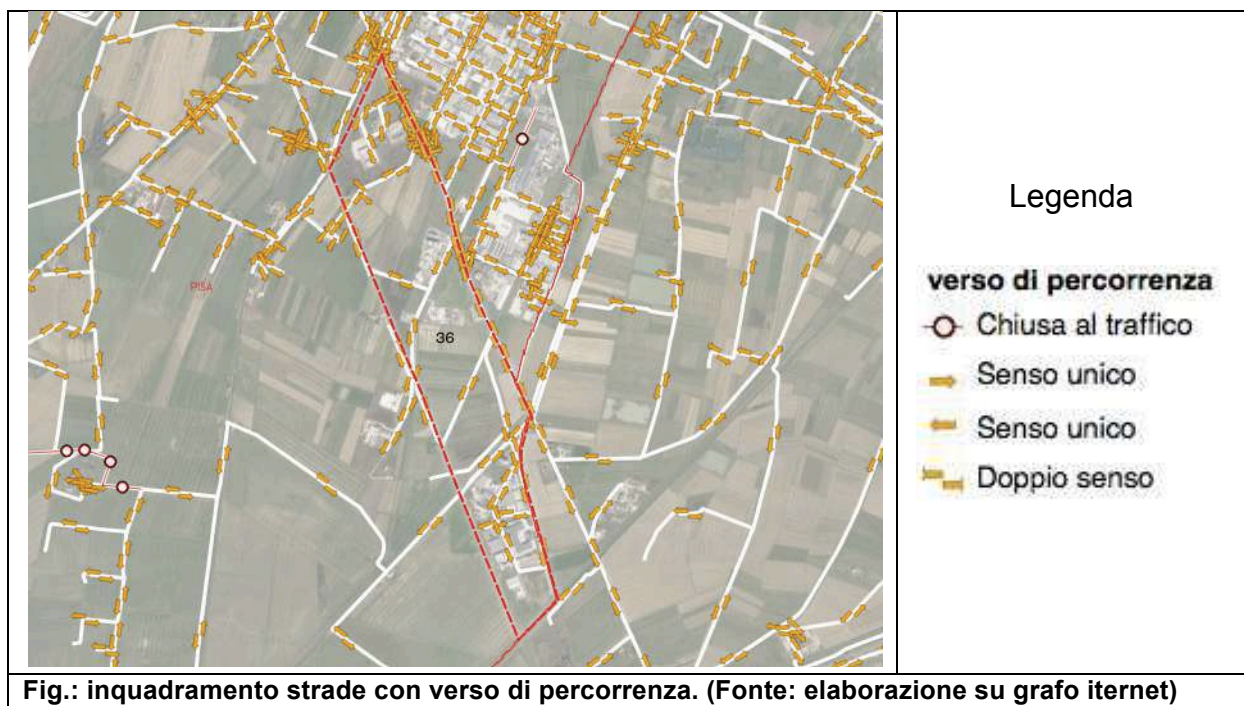 PISA
36
Legenda
verso di percorrenza
Chiusa al traffico
Senso unico
Senso unico
Doppio senso
Fig.: inquadramento strade con verso di percorrenza. (Fonte: elaborazione su grafo iternet)